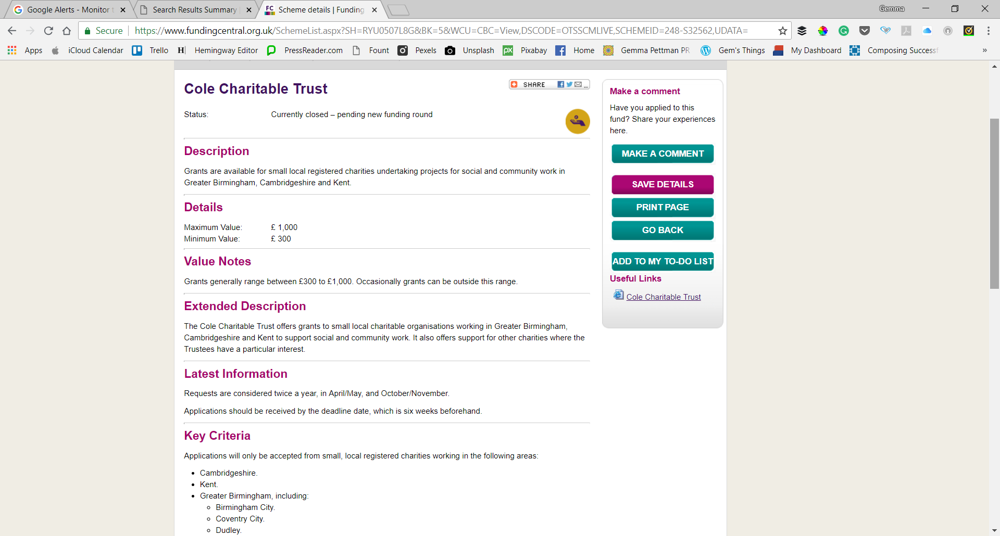 Google Alerts - Monitor t
Search Results Summary
FC
Scheme details | Funding
Gemma
Secure
https://www.fundingcentral.org.uk/SchemeList.aspx?SH=RYU0507L8G&BK=5&WCU=CBC=View,DSCODE=OTSSCMLIVE,SCHEMEID=248-S32562,UDATA=
Apps
iCloud Calendar
Trello
H
Hemingway Editor
PressReader.com
Fount
Pexels
Unsplash
px
Pixabay
Home
Gemma Pettman PR
Gem's Things
My Dashboard
Composing Success
»
Cole Charitable Trust
SHARE
...
Status:
Currently closed – pending new funding round
Description
Grants are available for small local registered charities undertaking projects for social and community work in
Greater Birmingham, Cambridgeshire and Kent.
Details
Maximum Value: £ 1,000
Minimum Value: £ 300
Value Notes
Grants generally range between £300 to £1,000. Occasionally grants can be outside this range.
Extended Description
The Cole Charitable Trust offers grants to small local charitable organisations working in Greater Birmingham,
Cambridgeshire and Kent to support social and community work. It also offers support for other charities where the
Trustees have a particular interest.
Latest Information
Requests are considered twice a year, in April/May, and October/November.
Applications should be received by the deadline date, which is six weeks beforehand.
Key Criteria
Applications will only be accepted from small, local registered charities working in the following areas:
• Cambridgeshire.
• Kent.
• Greater Birmingham, including:
◦ Birmingham City.
◦ Coventry City.
◦ Dudley.
Make a comment
Have you applied to this
fund? Share your experiences
here.
MAKE A COMMENT
SAVE DETAILS
PRINT PAGE
GO BACK
ADD TO MY TO-DO LIST
Useful Links
Cole Charitable Trust